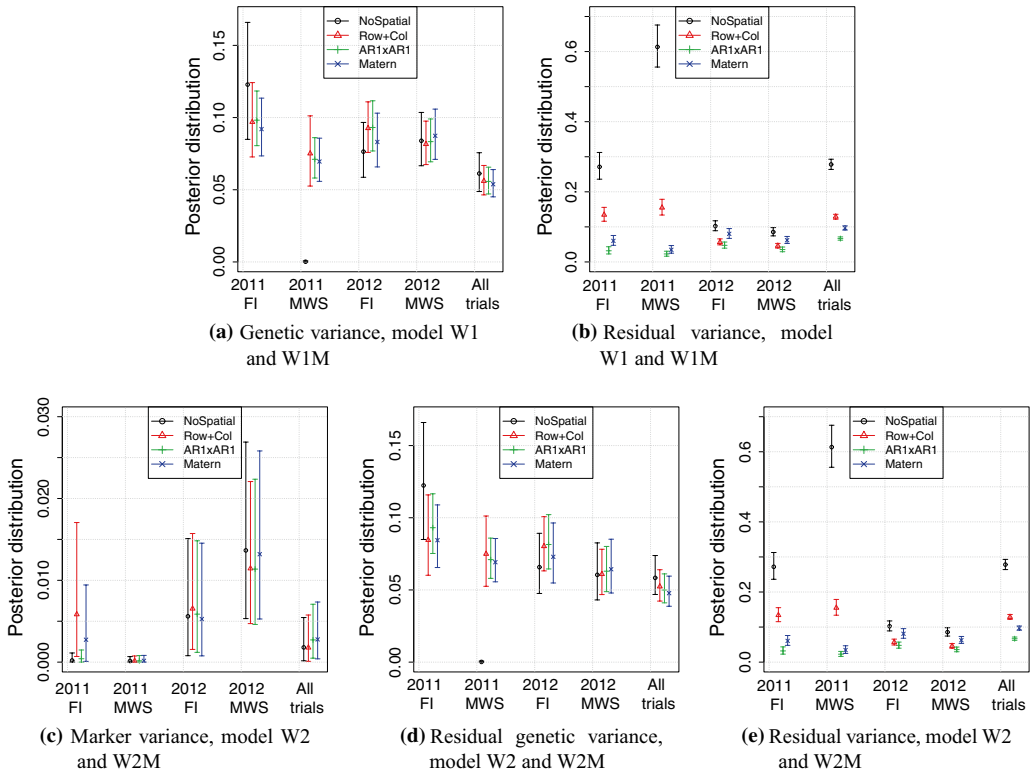 Posterior distribution
0.15
0.10
0.05
0.00
NoSpatial
Row+Col
AR1xAR1
Matern
2011 2011 2012 2012 All
FI MWS FI MWS trials
(a) Genetic variance, model W1
and W1M
Posterior distribution
0.6
0.4
0.2
0.0
NoSpatial
Row+Col
AR1xAR1
Matern
2011 2011 2012 2012 All
FI MWS FI MWS trials
(b) Residual variance, model
W1 and W1M
Posterior distribution
0.030
0.020
0.010
0.000
NoSpatial
Row+Col
AR1xAR1
Matern
2011 2011 2012 2012 All
FI MWS FI MWS trials
(c) Marker variance, model W2
and W2M
Posterior distribution
0.15
0.10
0.05
0.00
NoSpatial
Row+Col
AR1xAR1
Matern
2011 2011 2012 2012 All
FI MWS FI MWS trials
(d) Residual genetic variance,
model W2 and W2M
Posterior distribution
0.6
0.4
0.2
0.0
NoSpatial
Row+Col
AR1xAR1
Matern
2011 2011 2012 2012 All
FI MWS FI MWS trials
(e) Residual variance, model W2
and W2M